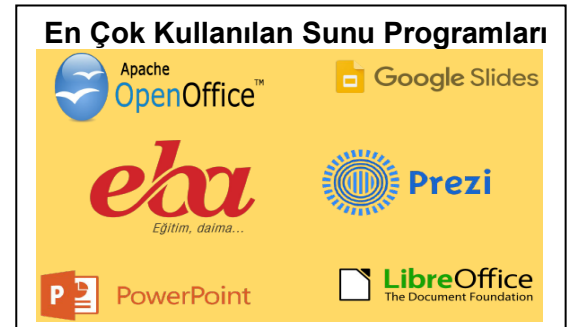 En Çok Kullanılan Sunu Programları
Apache
OpenOffice™
Google Slides
eba
Eğitim, daima...
Prezi
P
PowerPoint
LibreOffice
The Document Foundation